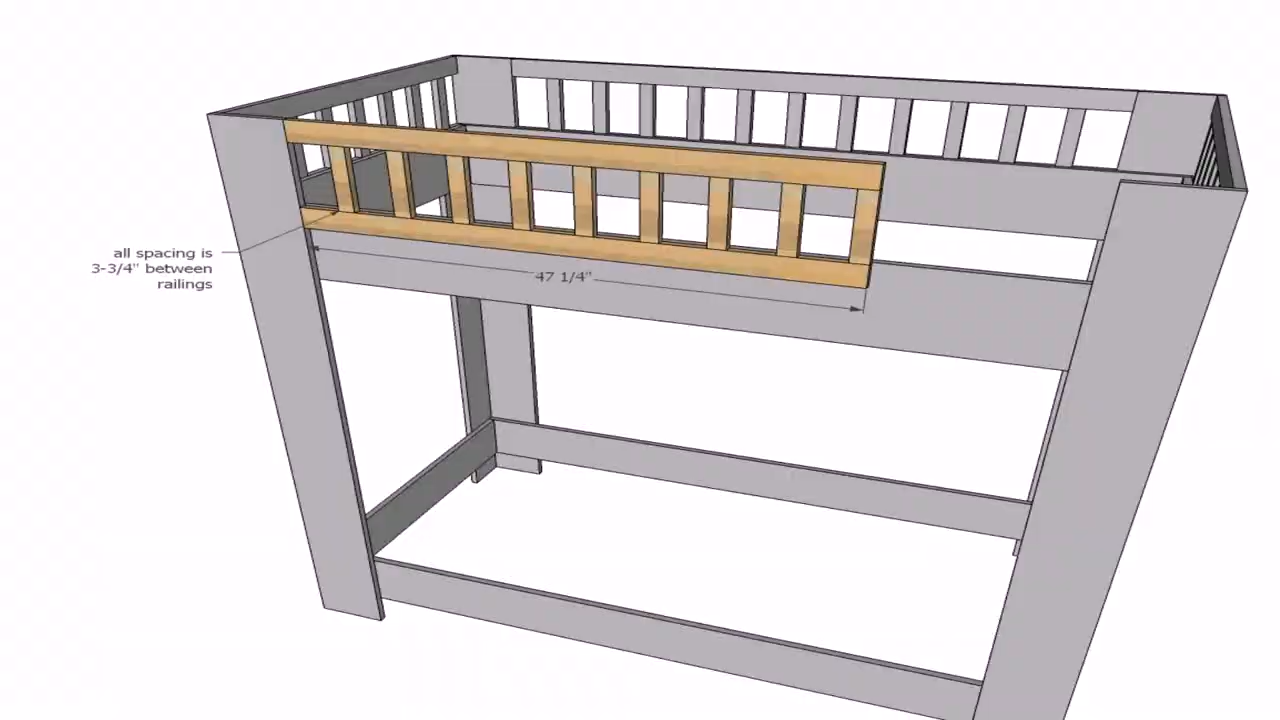 all spacing is
3-3/4" between
railings
47 1/4"